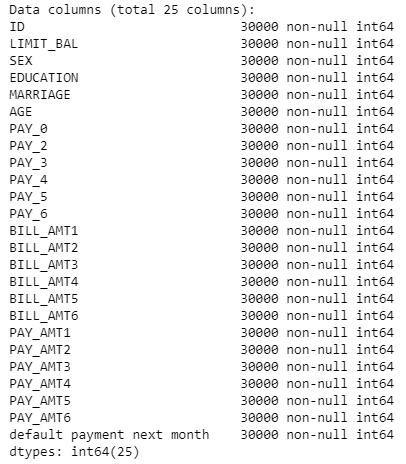 Data columns (total 25 columns):
ID 30000 non-null int64
LIMIT_BAL 30000 non-null int64
SEX 30000 non-null int64
EDUCATION 30000 non-null int64
MARRIAGE 30000 non-null int64
AGE 30000 non-null int64
PAY_0 30000 non-null int64
PAY_2 30000 non-null int64
PAY_3 30000 non-null int64
PAY_4 30000 non-null int64
PAY_5 30000 non-null int64
PAY_6 30000 non-null int64
BILL_AMT1 30000 non-null int64
BILL_AMT2 30000 non-null int64
BILL_AMT3 30000 non-null int64
BILL_AMT4 30000 non-null int64
BILL_AMT5 30000 non-null int64
BILL_AMT6 30000 non-null int64
PAY_AMT1 30000 non-null int64
PAY_AMT2 30000 non-null int64
PAY_AMT3 30000 non-null int64
PAY_AMT4 30000 non-null int64
PAY_AMT5 30000 non-null int64
PAY_AMT6 30000 non-null int64
default payment next month 30000 non-null int64
dtypes: int64(25)